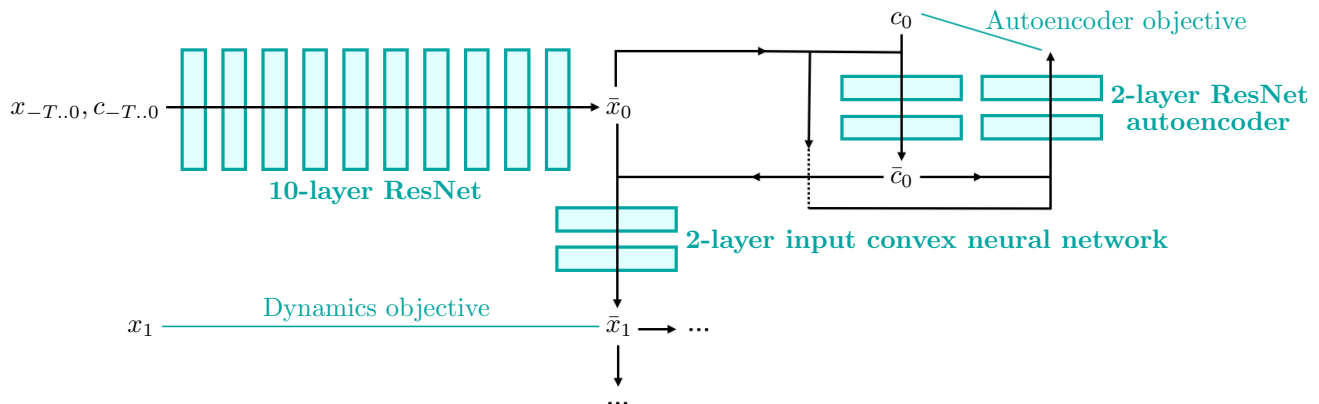 c₀
Autoencoder objective
x₋T..₀, c₋T..₀
x̄₀
2-layer ResNet
autoencoder
c̄₀
10-layer ResNet
2-layer input convex neural network
Dynamics objective
x₁
x̄₁
...
...